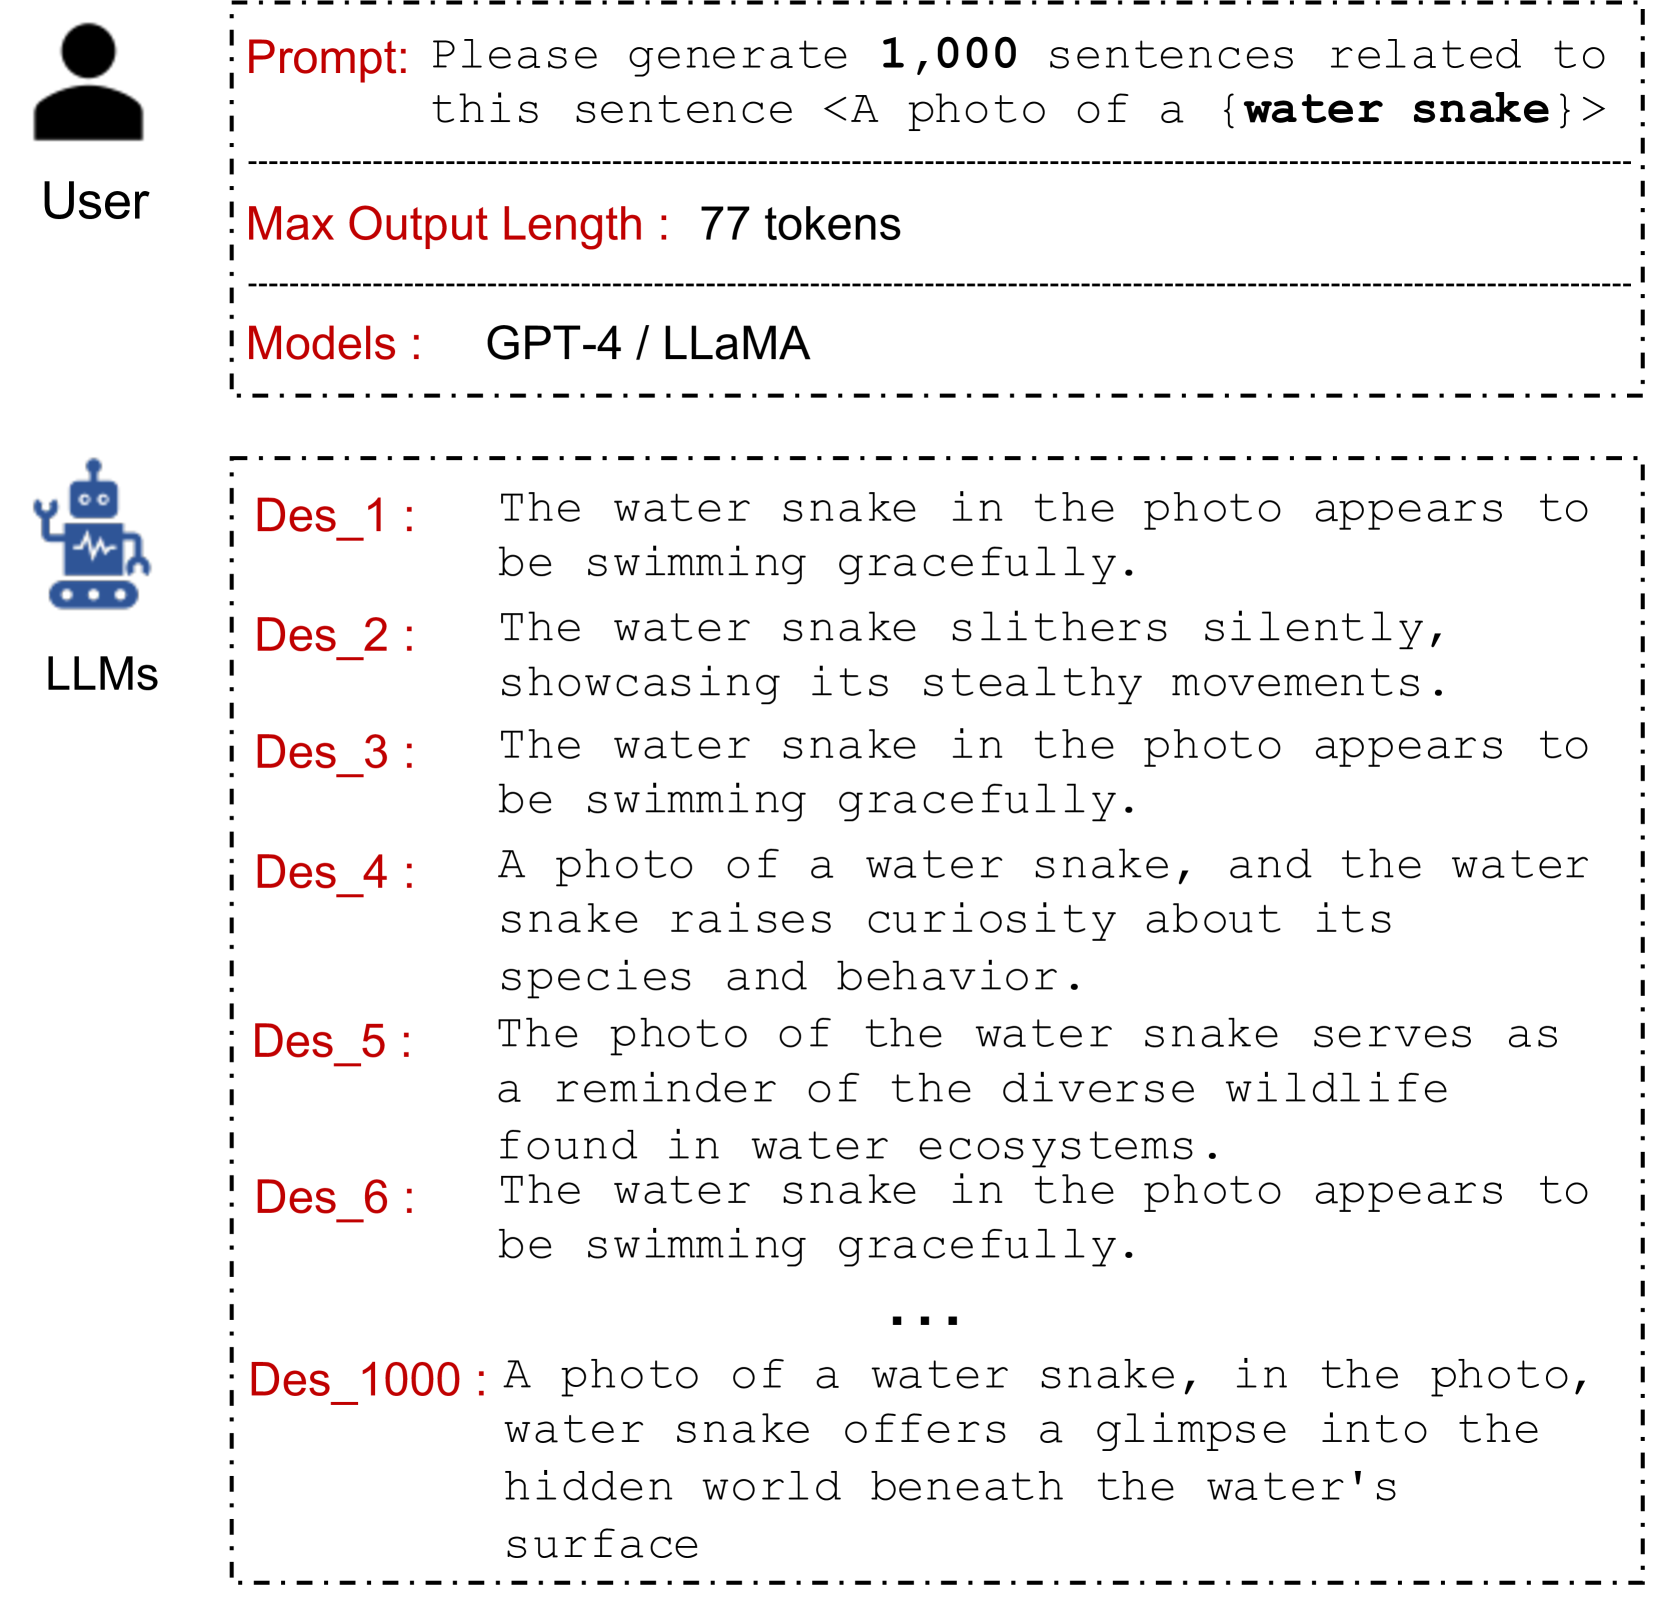 Prompt: Please generate 1,000 sentences related to
this sentence <A photo of a {water snake}>
User
Max Output Length : 77 tokens
Models : GPT-4 / LLaMA
Des_1 : The water snake in the photo appears to
be swimming gracefully.
Des_2 : The water snake slithers silently,
showcasing its stealthy movements.
LLMs
Des_3 : The water snake in the photo appears to
be swimming gracefully.
Des_4 : A photo of a water snake, and the water
snake raises curiosity about its
species and behavior.
Des_5 : The photo of the water snake serves as
a reminder of the diverse wildlife
found in water ecosystems.
Des_6 : The water snake in the photo appears to
be swimming gracefully.
...
Des_1000 : A photo of a water snake, in the photo,
water snake offers a glimpse into the
hidden world beneath the water's
surface